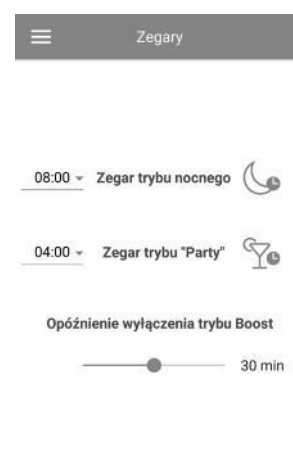 Zegary
08:00 Zegar trybu nocnego
04:00 Zegar trybu "Party"
Opóźnienie wyłączenia trybu Boost
30 min